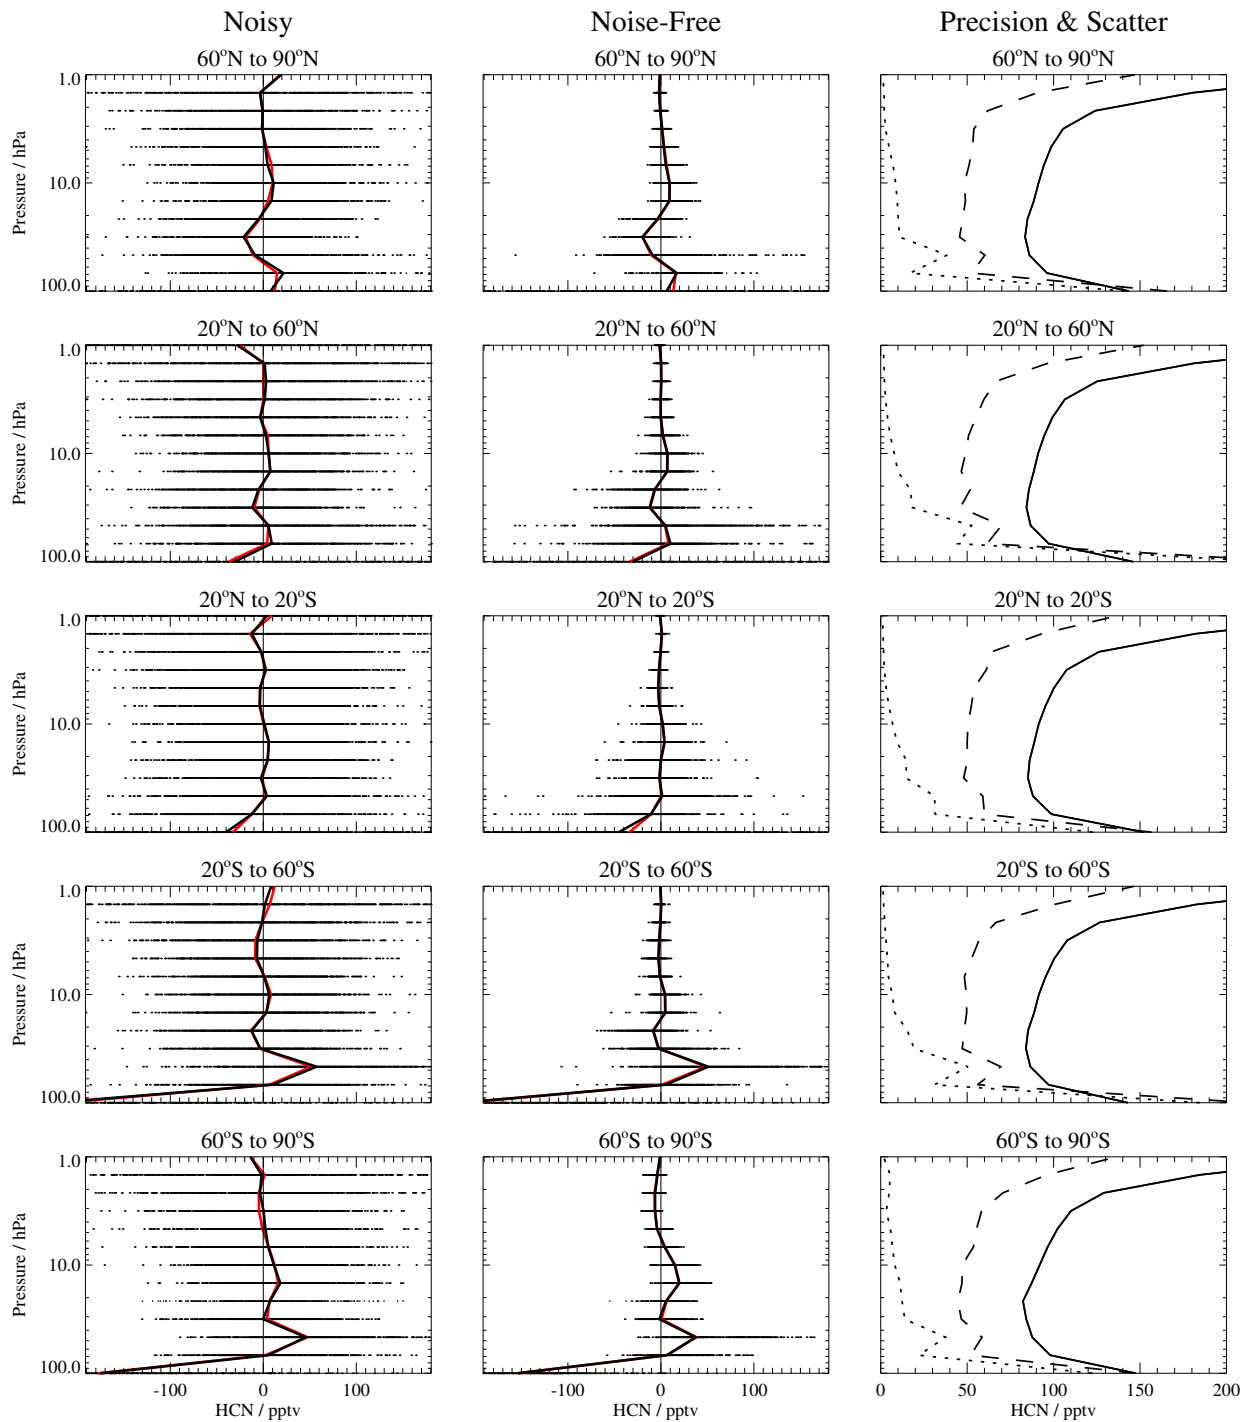 Noisy Noise-Free Precision & Scatter
60°N to 90°N 60°N to 90°N 60°N to 90°N
1.0
10.0
100.0
Pressure / hPa
20°N to 60°N 20°N to 60°N 20°N to 60°N
1.0
10.0
100.0
Pressure / hPa
20°N to 20°S 20°N to 20°S 20°N to 20°S
1.0
10.0
100.0
Pressure / hPa
20°S to 60°S 20°S to 60°S 20°S to 60°S
1.0
10.0
100.0
Pressure / hPa
60°S to 90°S 60°S to 90°S 60°S to 90°S
1.0
10.0
100.0
Pressure / hPa
-100 0 100 -100 0 100 0 50 100 150 200
HCN / pptv HCN / pptv HCN / pptv